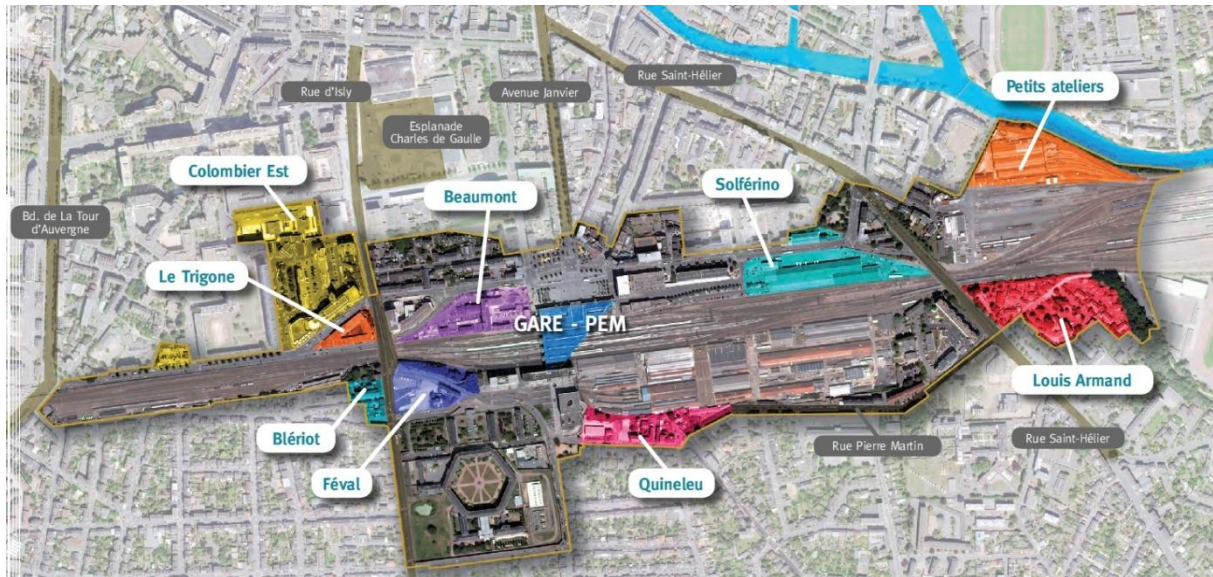 Rue Saint-Hélier
Petits ateliers
Rue d'Isly
Avenue Janvier
Esplanade
Charles de Gaulle
Colombier Est
Beaumont
Solférino
Bd. de La Tour
d'Auvergne
Le Trigone
GARE - PEM
Louis Armand
Blériot
Rue Pierre Martin
Rue Saint-Hélier
Féval
Quineleu